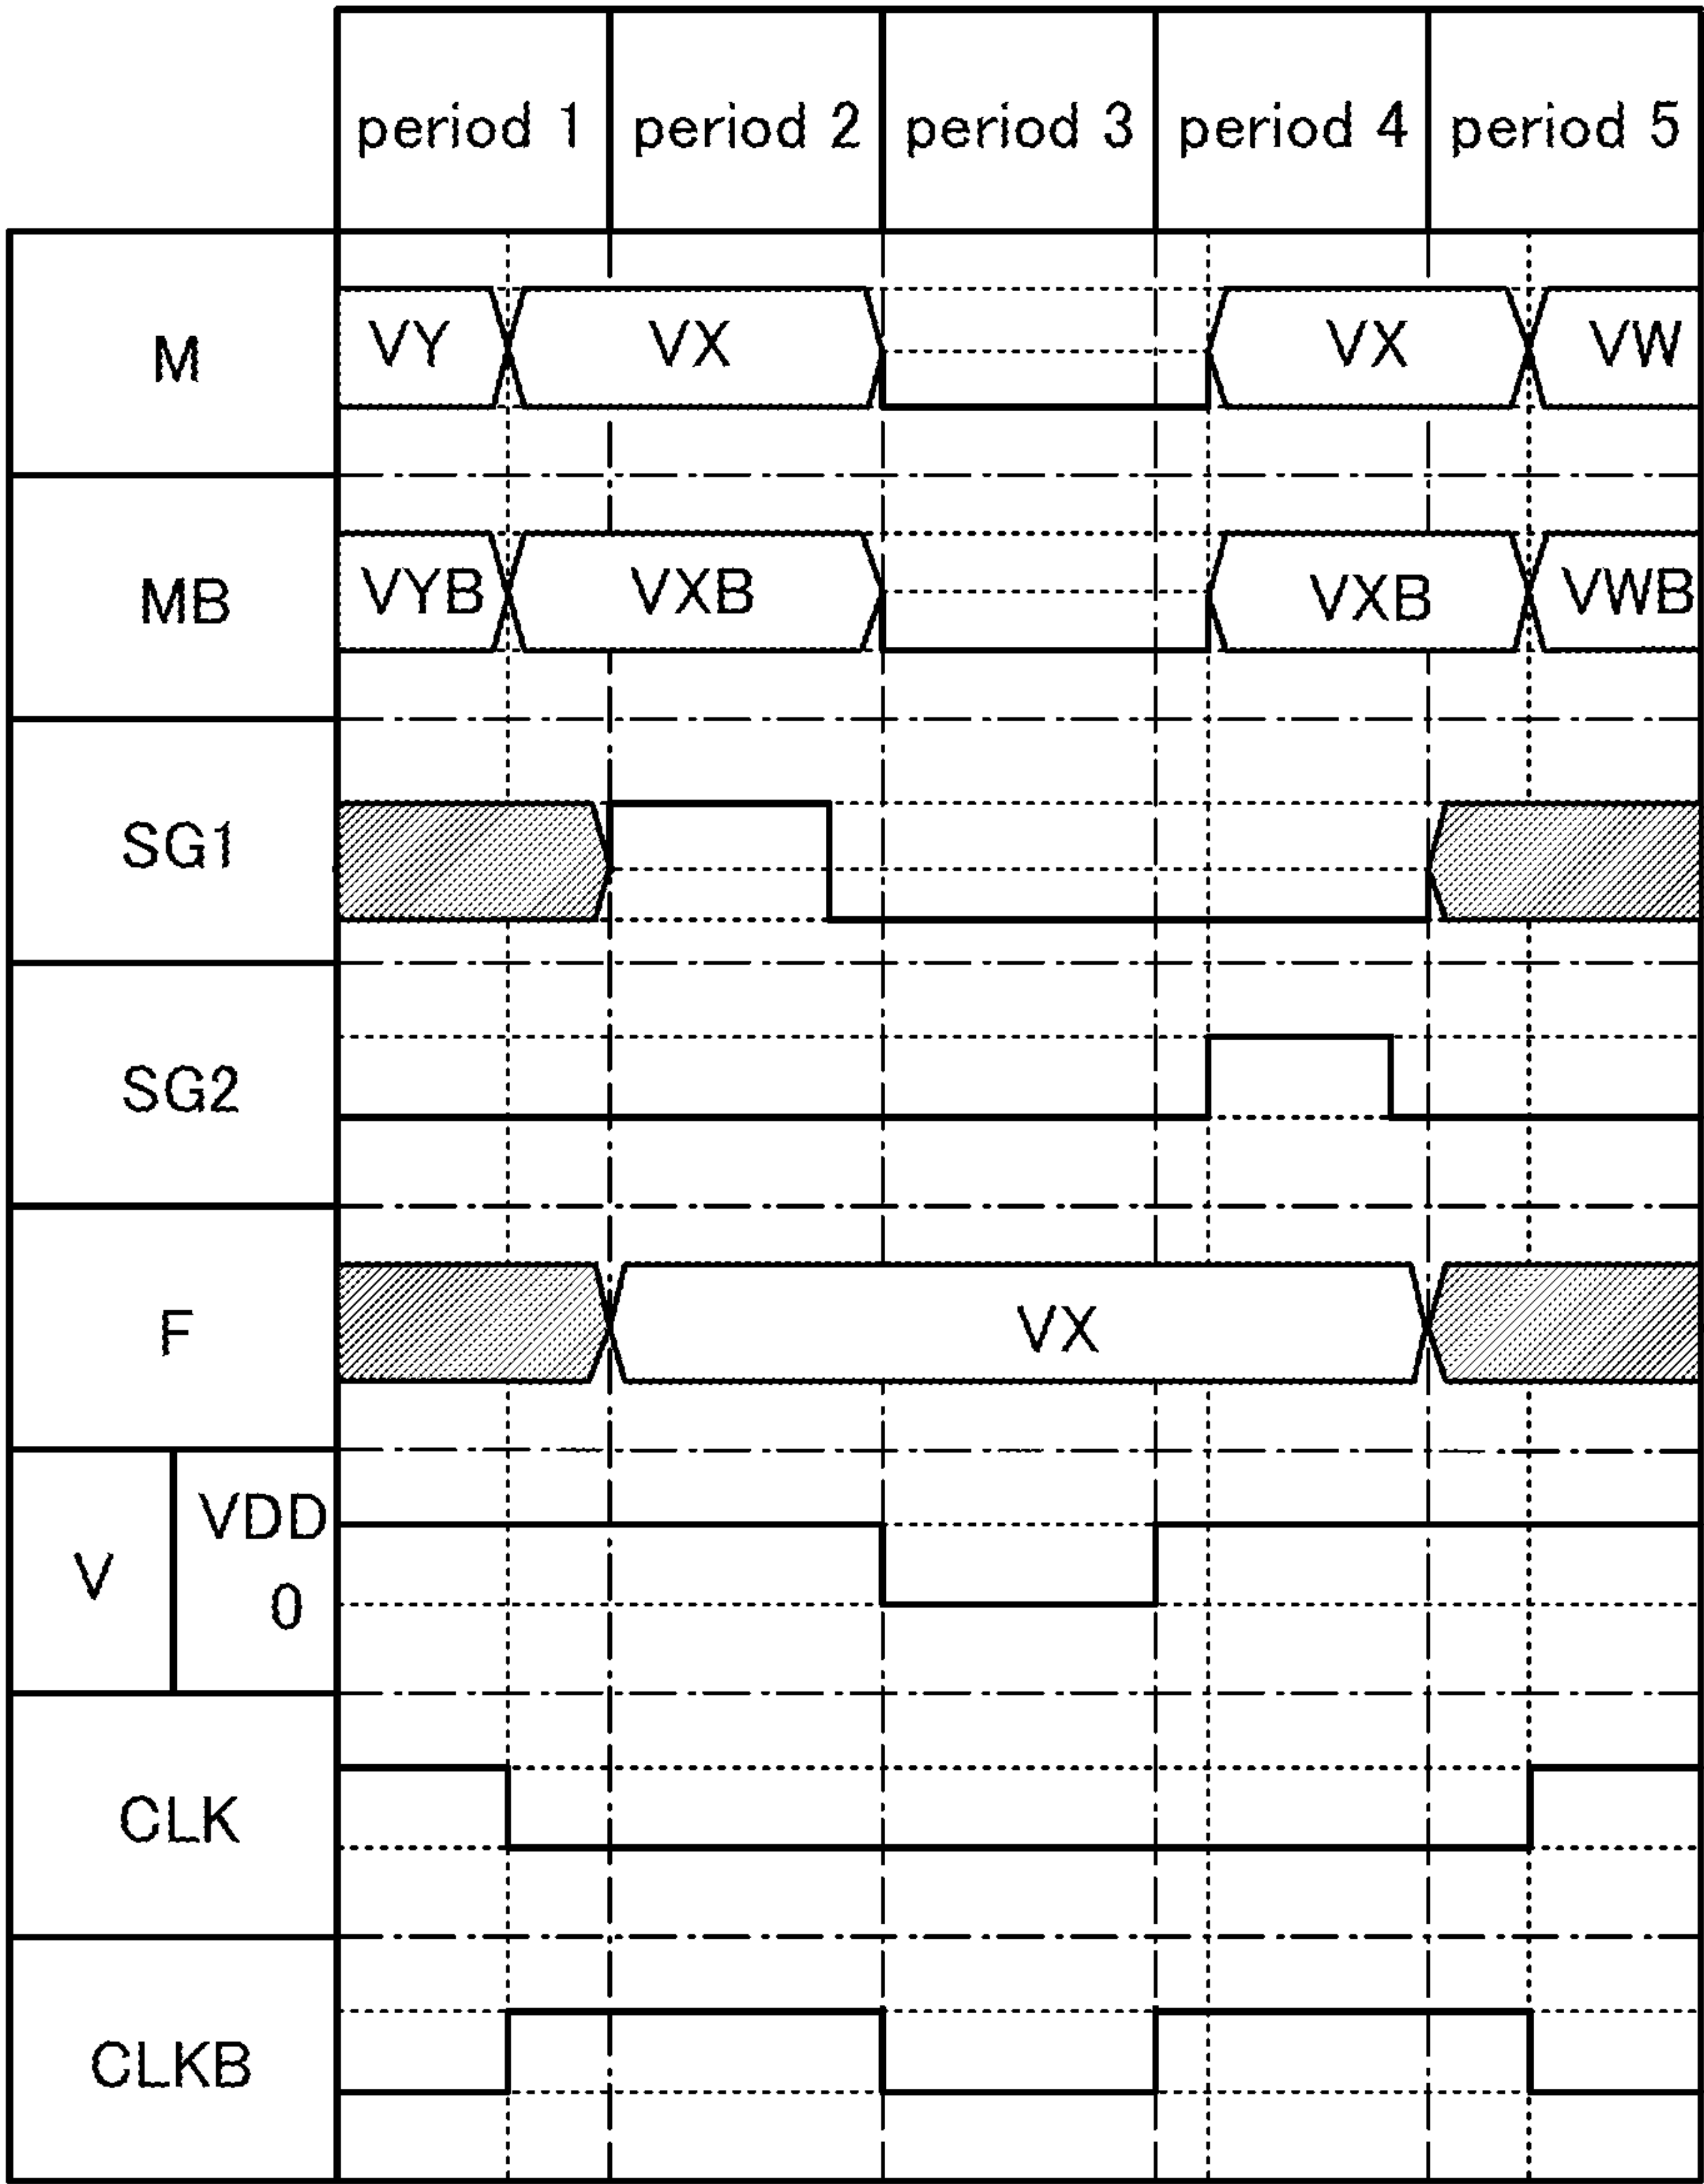 period 1 period 2 period 3 period 4 period 5
M VY VX VX VW
MB VYB VXB VXB VWB
SG1
SG2
F VX
VDD
V
0
CLK
CLKB